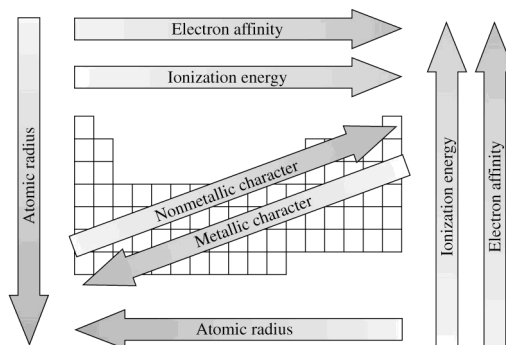 Electron affinity
Ionization energy
Atomic radius
Nonmetallic character
Metallic character
Ionization energy
Electron affinity
Atomic radius